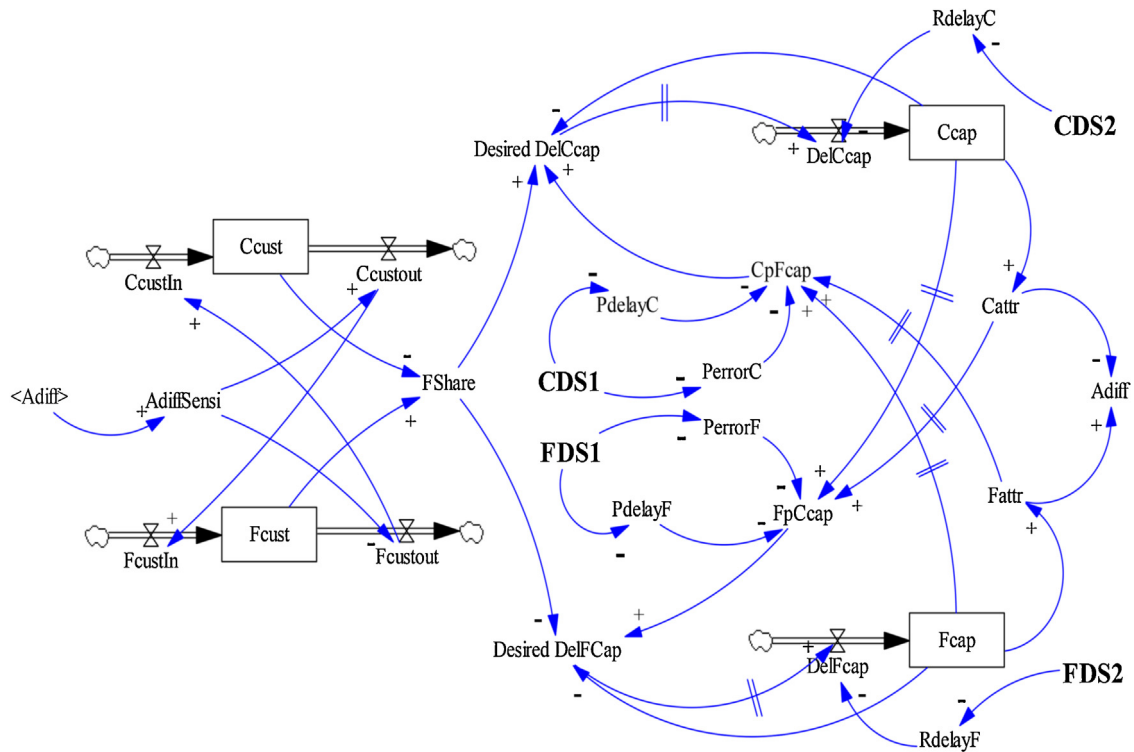 RdelayC
CDS2
Ccap
DelCcap
Desired DelCcap
Ccust
CcustIn
Ccustout
CpFcap
PdelayC
Cattr
CDS1
PerrorC
FShare
<Adiff>
AdiffSensi
Adiff
PerrorF
FDS1
Fattr
PdelayF
FpCcap
Fcust
FcustIn
Fcustout
Fcap
Desired DelFCap
DelFcap
FDS2
RdelayF